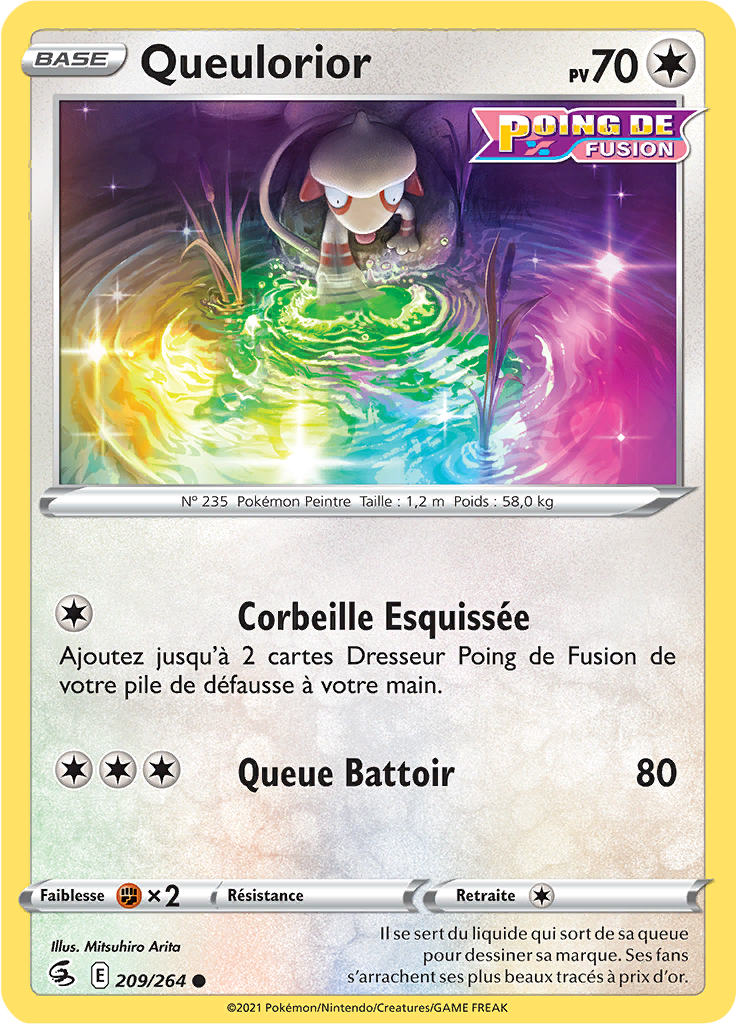 BASE
Queulorior
PV 70
POING DE
FUSION
Nº 235 Pokémon Peintre Taille : 1,2 m Poids : 58,0 kg
Corbeille Esquissée
Ajoutez jusqu'à 2 cartes Dresseur Poing de Fusion de
votre pile de défausse à votre main.
Queue Battoir 80
Faiblesse ×2 Résistance Retraite
Il se sert du liquide qui sort de sa queue
pour dessiner sa marque. Ses fans
s'arrachent ses plus beaux tracés à prix d'or.
Illus. Mitsuhiro Arita
E 209/264
©2021 Pokémon/Nintendo/Creatures/GAME FREAK